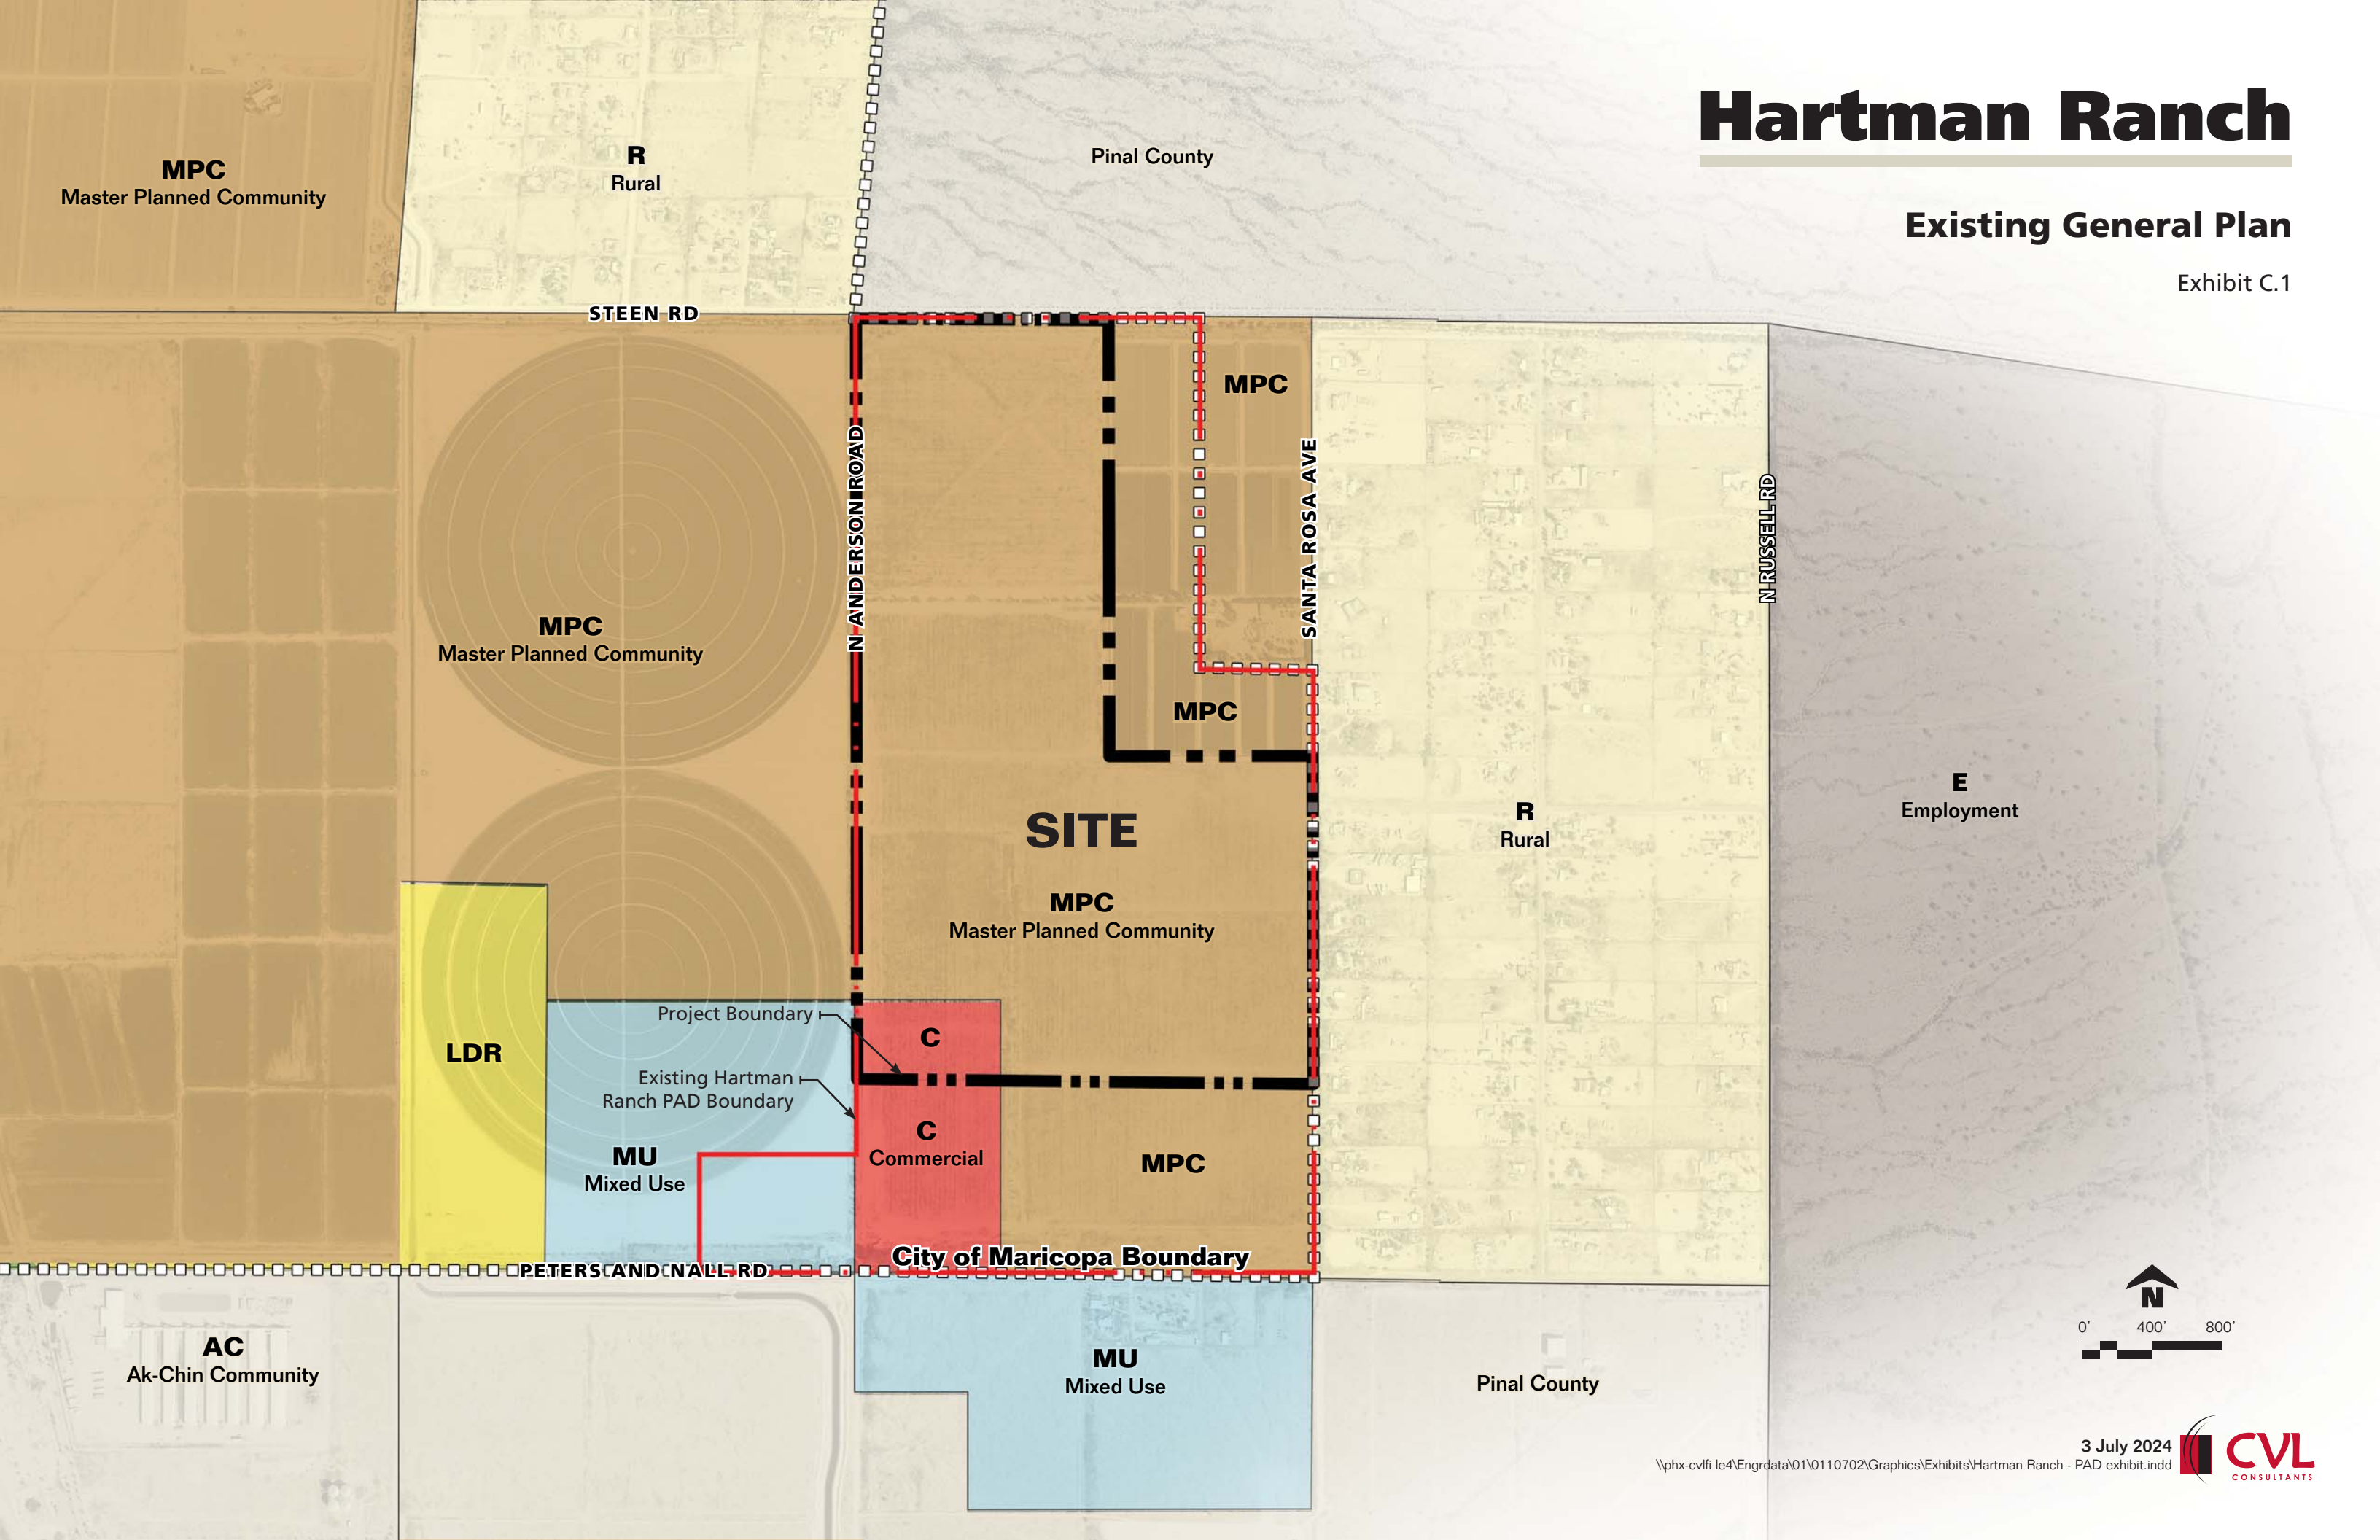 Hartman Ranch
Existing General Plan
Exhibit C.1
MPC
Master Planned Community
R
Rural
Pinal County
STEEN RD
MPC
N ANDERSON ROAD
SANTA ROSA AVE
N RUSSELL RD
MPC
Master Planned Community
MPC
SITE
MPC
Master Planned Community
R
Rural
E
Employment
Project Boundary
C
LDR
Existing Hartman
Ranch PAD Boundary
C
Commercial
MU
Mixed Use
MPC
City of Maricopa Boundary
PETERS AND NALL RD
AC
Ak-Chin Community
MU
Mixed Use
Pinal County
N
0' 400' 800'
3 July 2024
\\phx-cvlfi le4\Engrdata\01\0110702\Graphics\Exhibits\Hartman Ranch - PAD exhibit.indd
CVL
CONSULTANTS